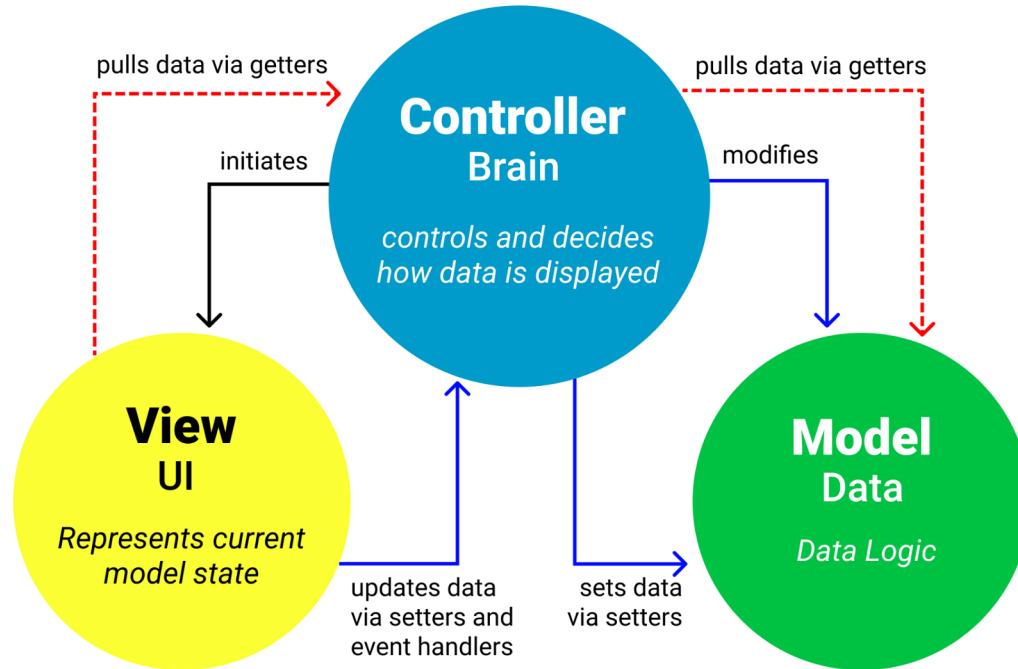 pulls data via getters
pulls data via getters
Controller
Brain
initiates
modifies
controls and decides
how data is displayed
View
UI
Represents current
model state
Model
Data
Data Logic
updates data
via setters and
event handlers
sets data
via setters